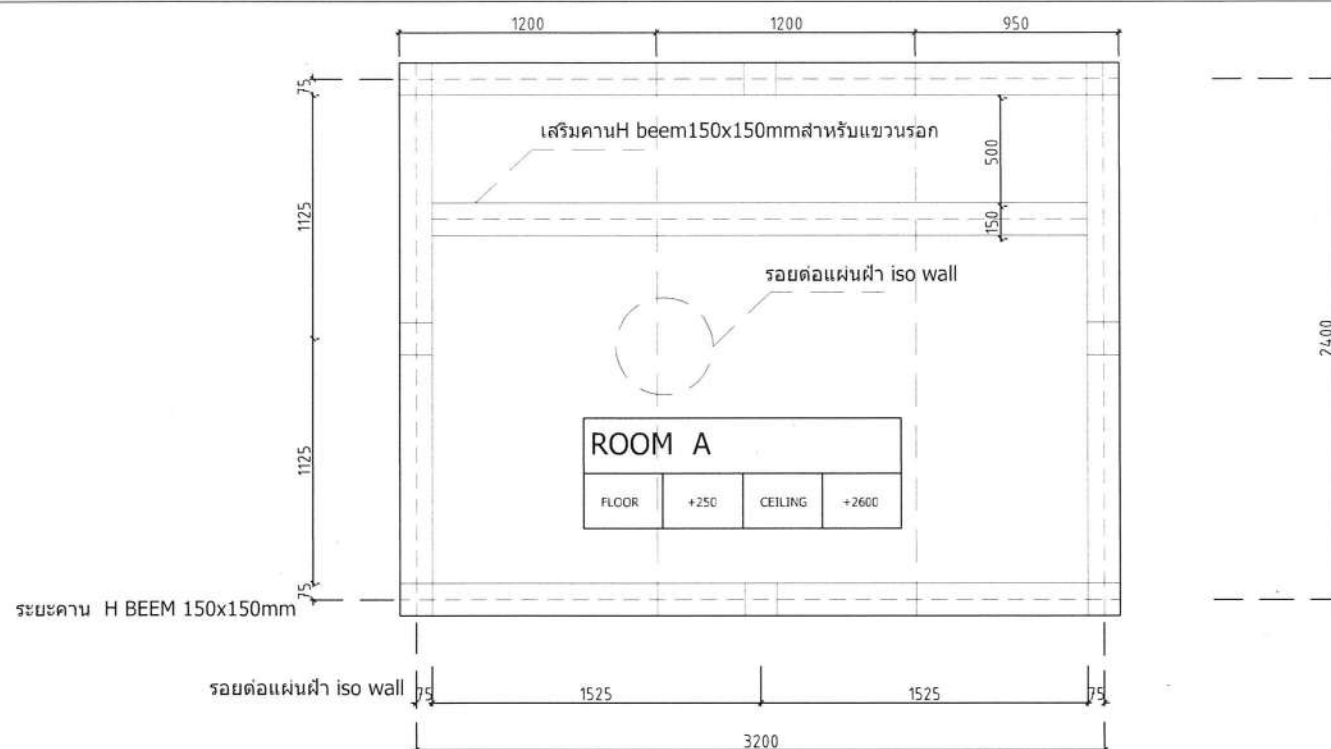 1200 1200 950
75
เสริมคานH beem150x150mmสำหรับแขวนรอก
500
1125
150
รอยต่อแผ่นฝ้า iso wall
2400
ROOM A
FLOOR +250 CEILING +2600
1125
75
ระยะคาน H BEEM 150x150mm
รอยต่อแผ่นฝ้า iso wall 75 1525 1525 75
3200